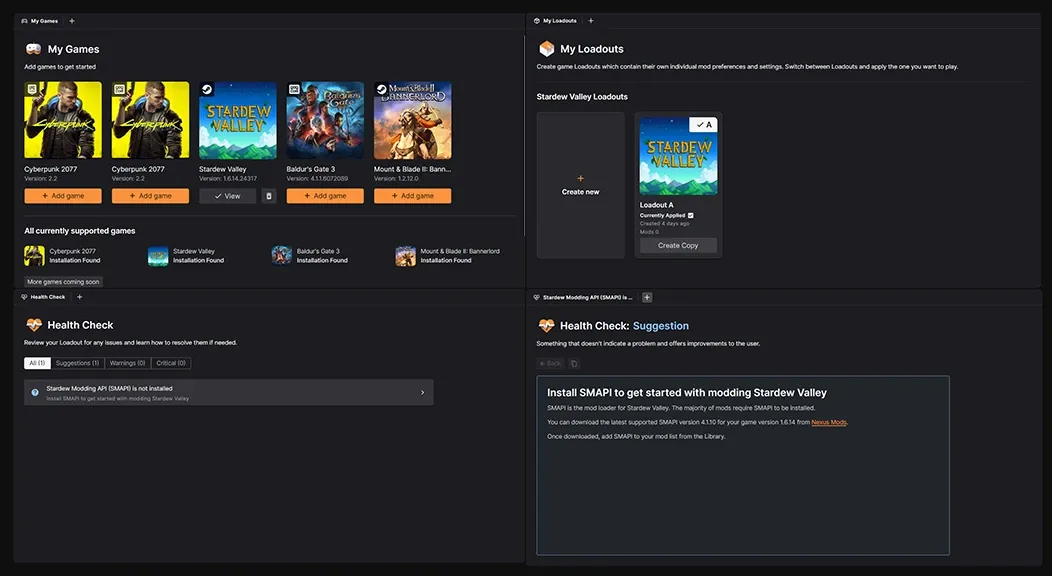 My Games
My Games
Add games to get started
CYBERPUNK
CYBERPUNK
STARDEW
VALLEY
BALDUR'S
GATE
MOUNT&BLADE II
BANNERLORD
Cyberpunk 2077
Version: 2.2
+ Add game
Cyberpunk 2077
Version: 2.2
+ Add game
Stardew Valley
Version: 1.6.14.24317
View
Baldur's Gate 3
Version: 4.1.1.6072089
+ Add game
Mount & Blade II: Bann...
Version: 1.2.12.0
+ Add game
All currently supported games
Cyberpunk 2077
Installation Found
Stardew Valley
Installation Found
Baldur's Gate 3
Installation Found
Mount & Blade II: Bannerlord
Installation Found
More games coming soon
My Loadouts
My Loadouts
Create game Loadouts which contain their own individual mod preferences and settings. Switch between Loadouts and apply the one you want to play.
Stardew Valley Loadouts
+
Create new
A
STARDEW
VALLEY
Loadout A
Currently Applied
Created 4 days ago
Mods 0
Create Copy
Health Check
Health Check
Review your Loadout for any issues and learn how to resolve them if needed.
All (1) Suggestions (1) Warnings (0) Critical (0)
Stardew Modding API (SMAPI) is not installed
Install SMAPI to get started with modding Stardew Valley
Stardew Modding API (SMAPI) is ...
Health Check: Suggestion
Something that doesn't indicate a problem and offers improvements to the user.
Back
Install SMAPI to get started with modding Stardew Valley
SMAPI is the mod loader for Stardew Valley. The majority of mods require SMAPI to be installed.
You can download the latest supported SMAPI version 4.1.10 for your game version 1.6.14 from Nexus Mods.
Once downloaded, add SMAPI to your mod list from the Library.